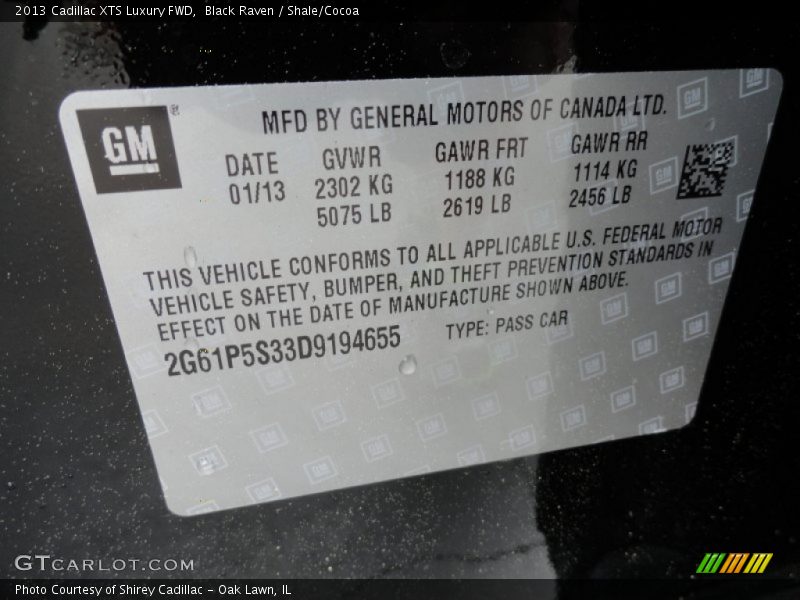 2013 Cadillac XTS Luxury FWD,  Black Raven / Shale/Cocoa
GM ®
MFD BY GENERAL MOTORS OF CANADA LTD.
DATE GVWR GAWR FRT GAWR RR
01/13 2302 KG 1188 KG 1114 KG
5075 LB 2619 LB 2456 LB
THIS VEHICLE CONFORMS TO ALL APPLICABLE U.S. FEDERAL MOTOR
VEHICLE SAFETY, BUMPER, AND THEFT PREVENTION STANDARDS IN
EFFECT ON THE DATE OF MANUFACTURE SHOWN ABOVE.
2G61P5S33D9194655 TYPE: PASS CAR
GTCARLOT.COM
Photo Courtesy of Shirey Cadillac - Oak Lawn, IL